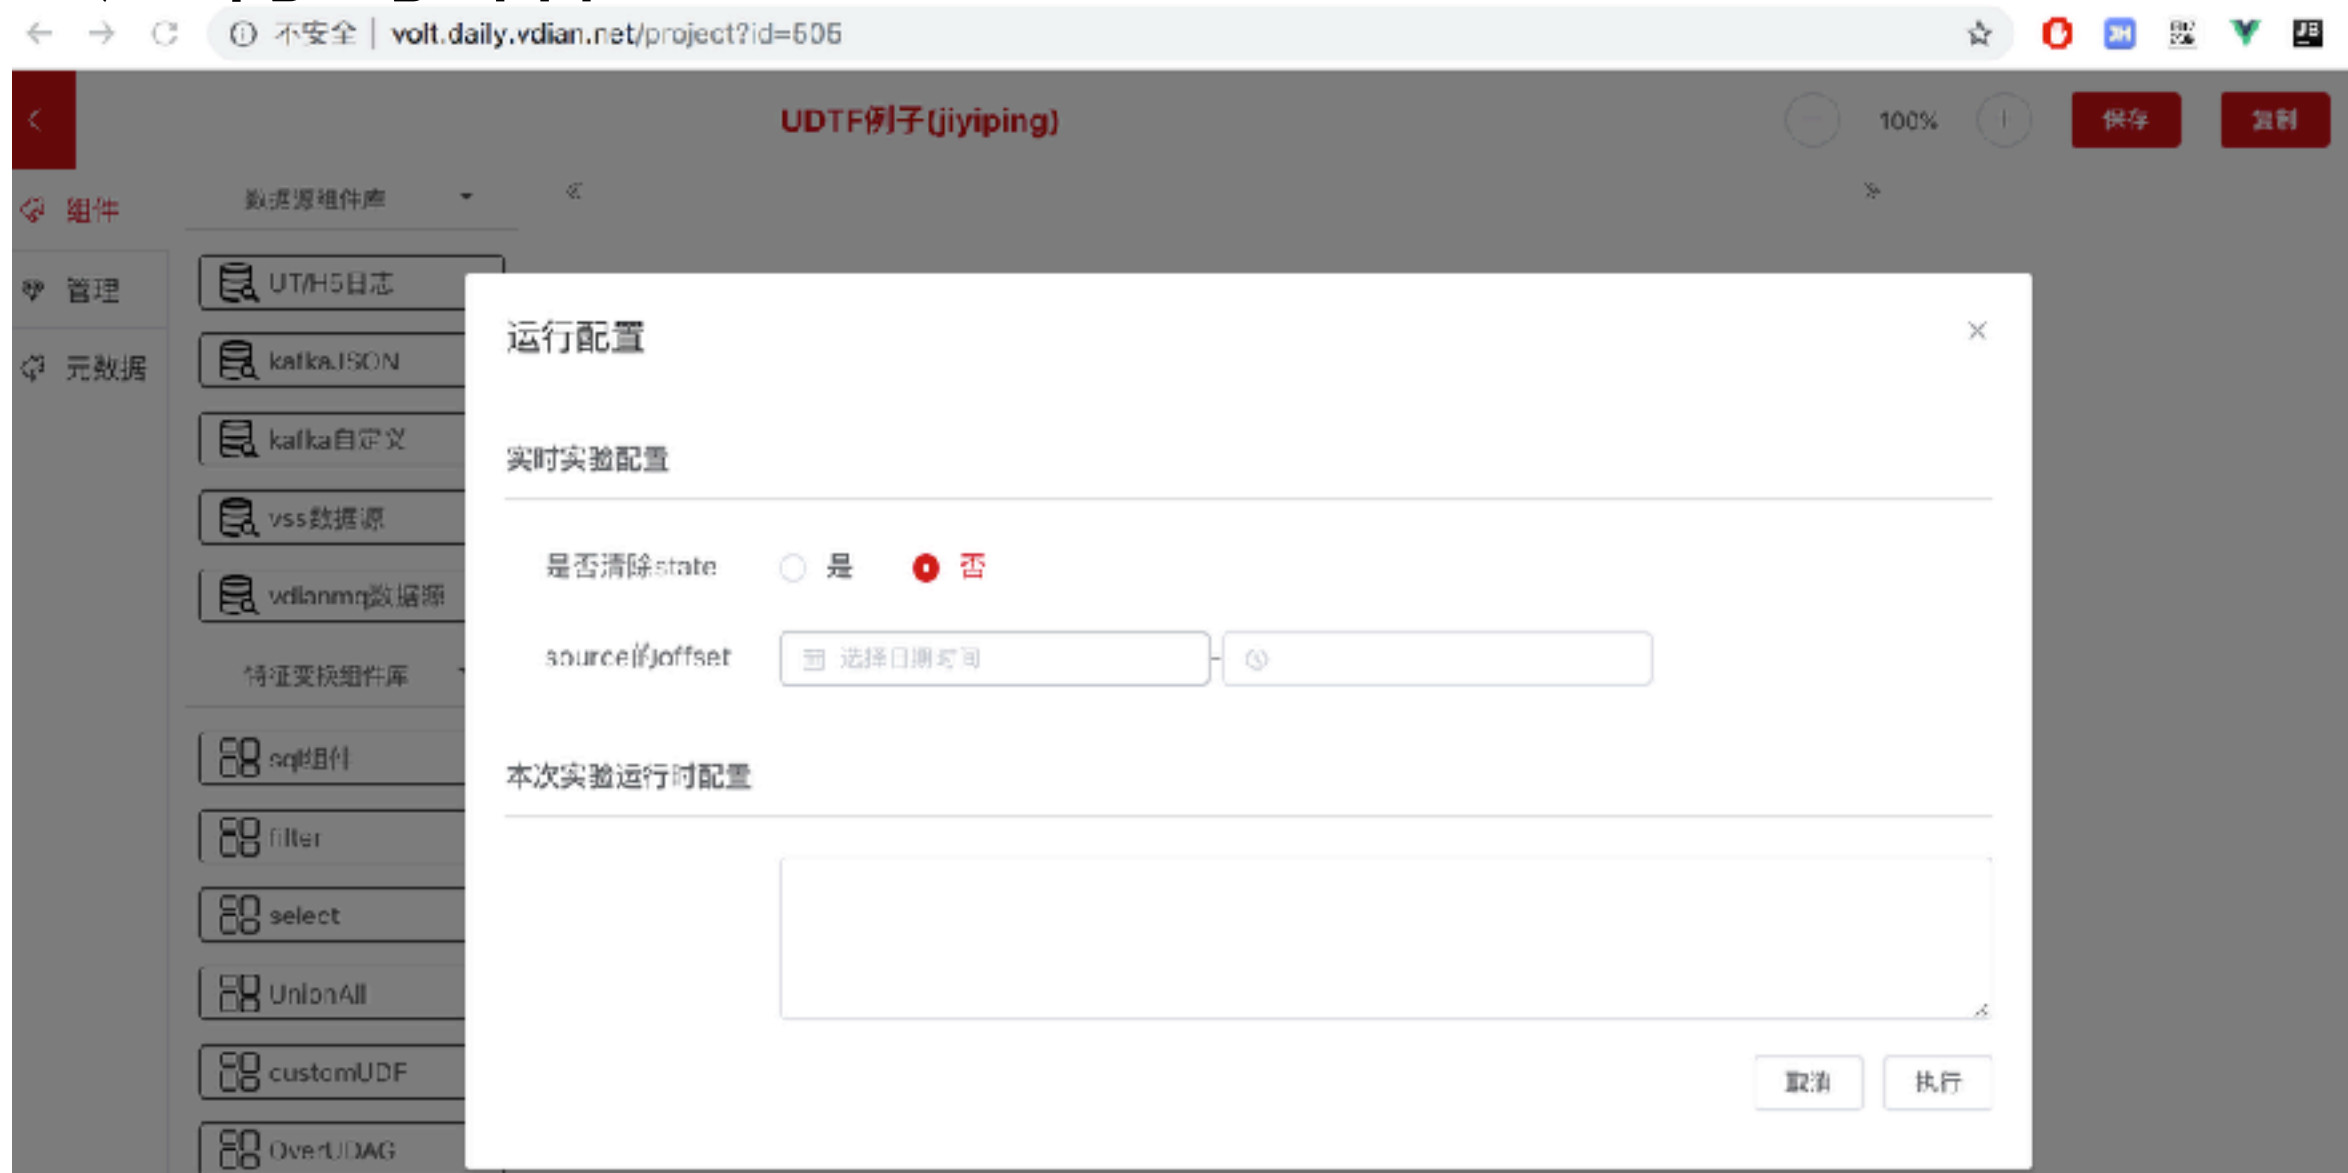 不安全 | volt.daily.vdian.net/project?id=505
UDTF例子(jiyiping)
100%
保存
复制
组件
管理
元数据
数据源组件库
UT/H5日志
kafkaJSON
kafka自定义
vss数据源
vdianmq数据源
特征变换组件库
sql组件
filter
select
UnionAll
customUDF
OverUDAG
运行配置
实时实验配置
是否清除state 是 否
source的offset 选择日期时间 -
本次实验运行时配置
取消 执行